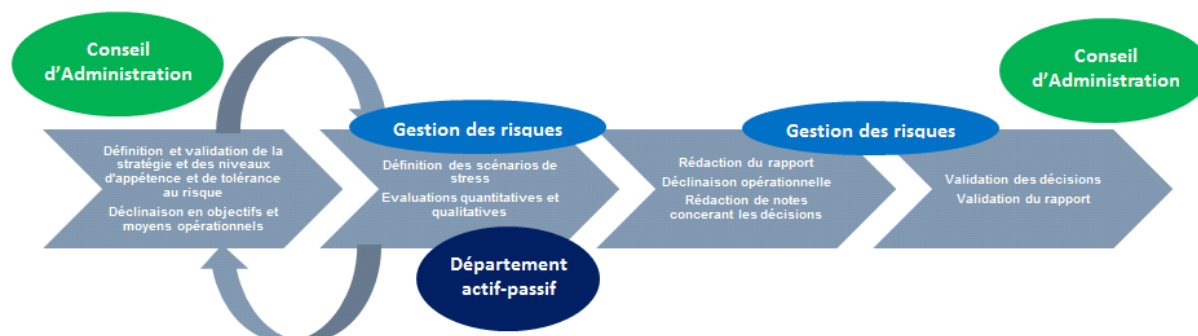 Conseil
d'Administration
Définition et validation de la
stratégie et des niveaux
d'appétence et de tolérance
au risque
Déclinaison en objectifs et
moyens opérationnels
Gestion des risques
Définition des scénarios de
stress
Evaluations quantitatives et
qualitatives
Département
actif-passif
Gestion des risques
Rédaction du rapport
Déclinaison opérationnelle
Rédaction de notes
concerant les décisions
Conseil
d'Administration
Validation des décisions
Validation du rapport